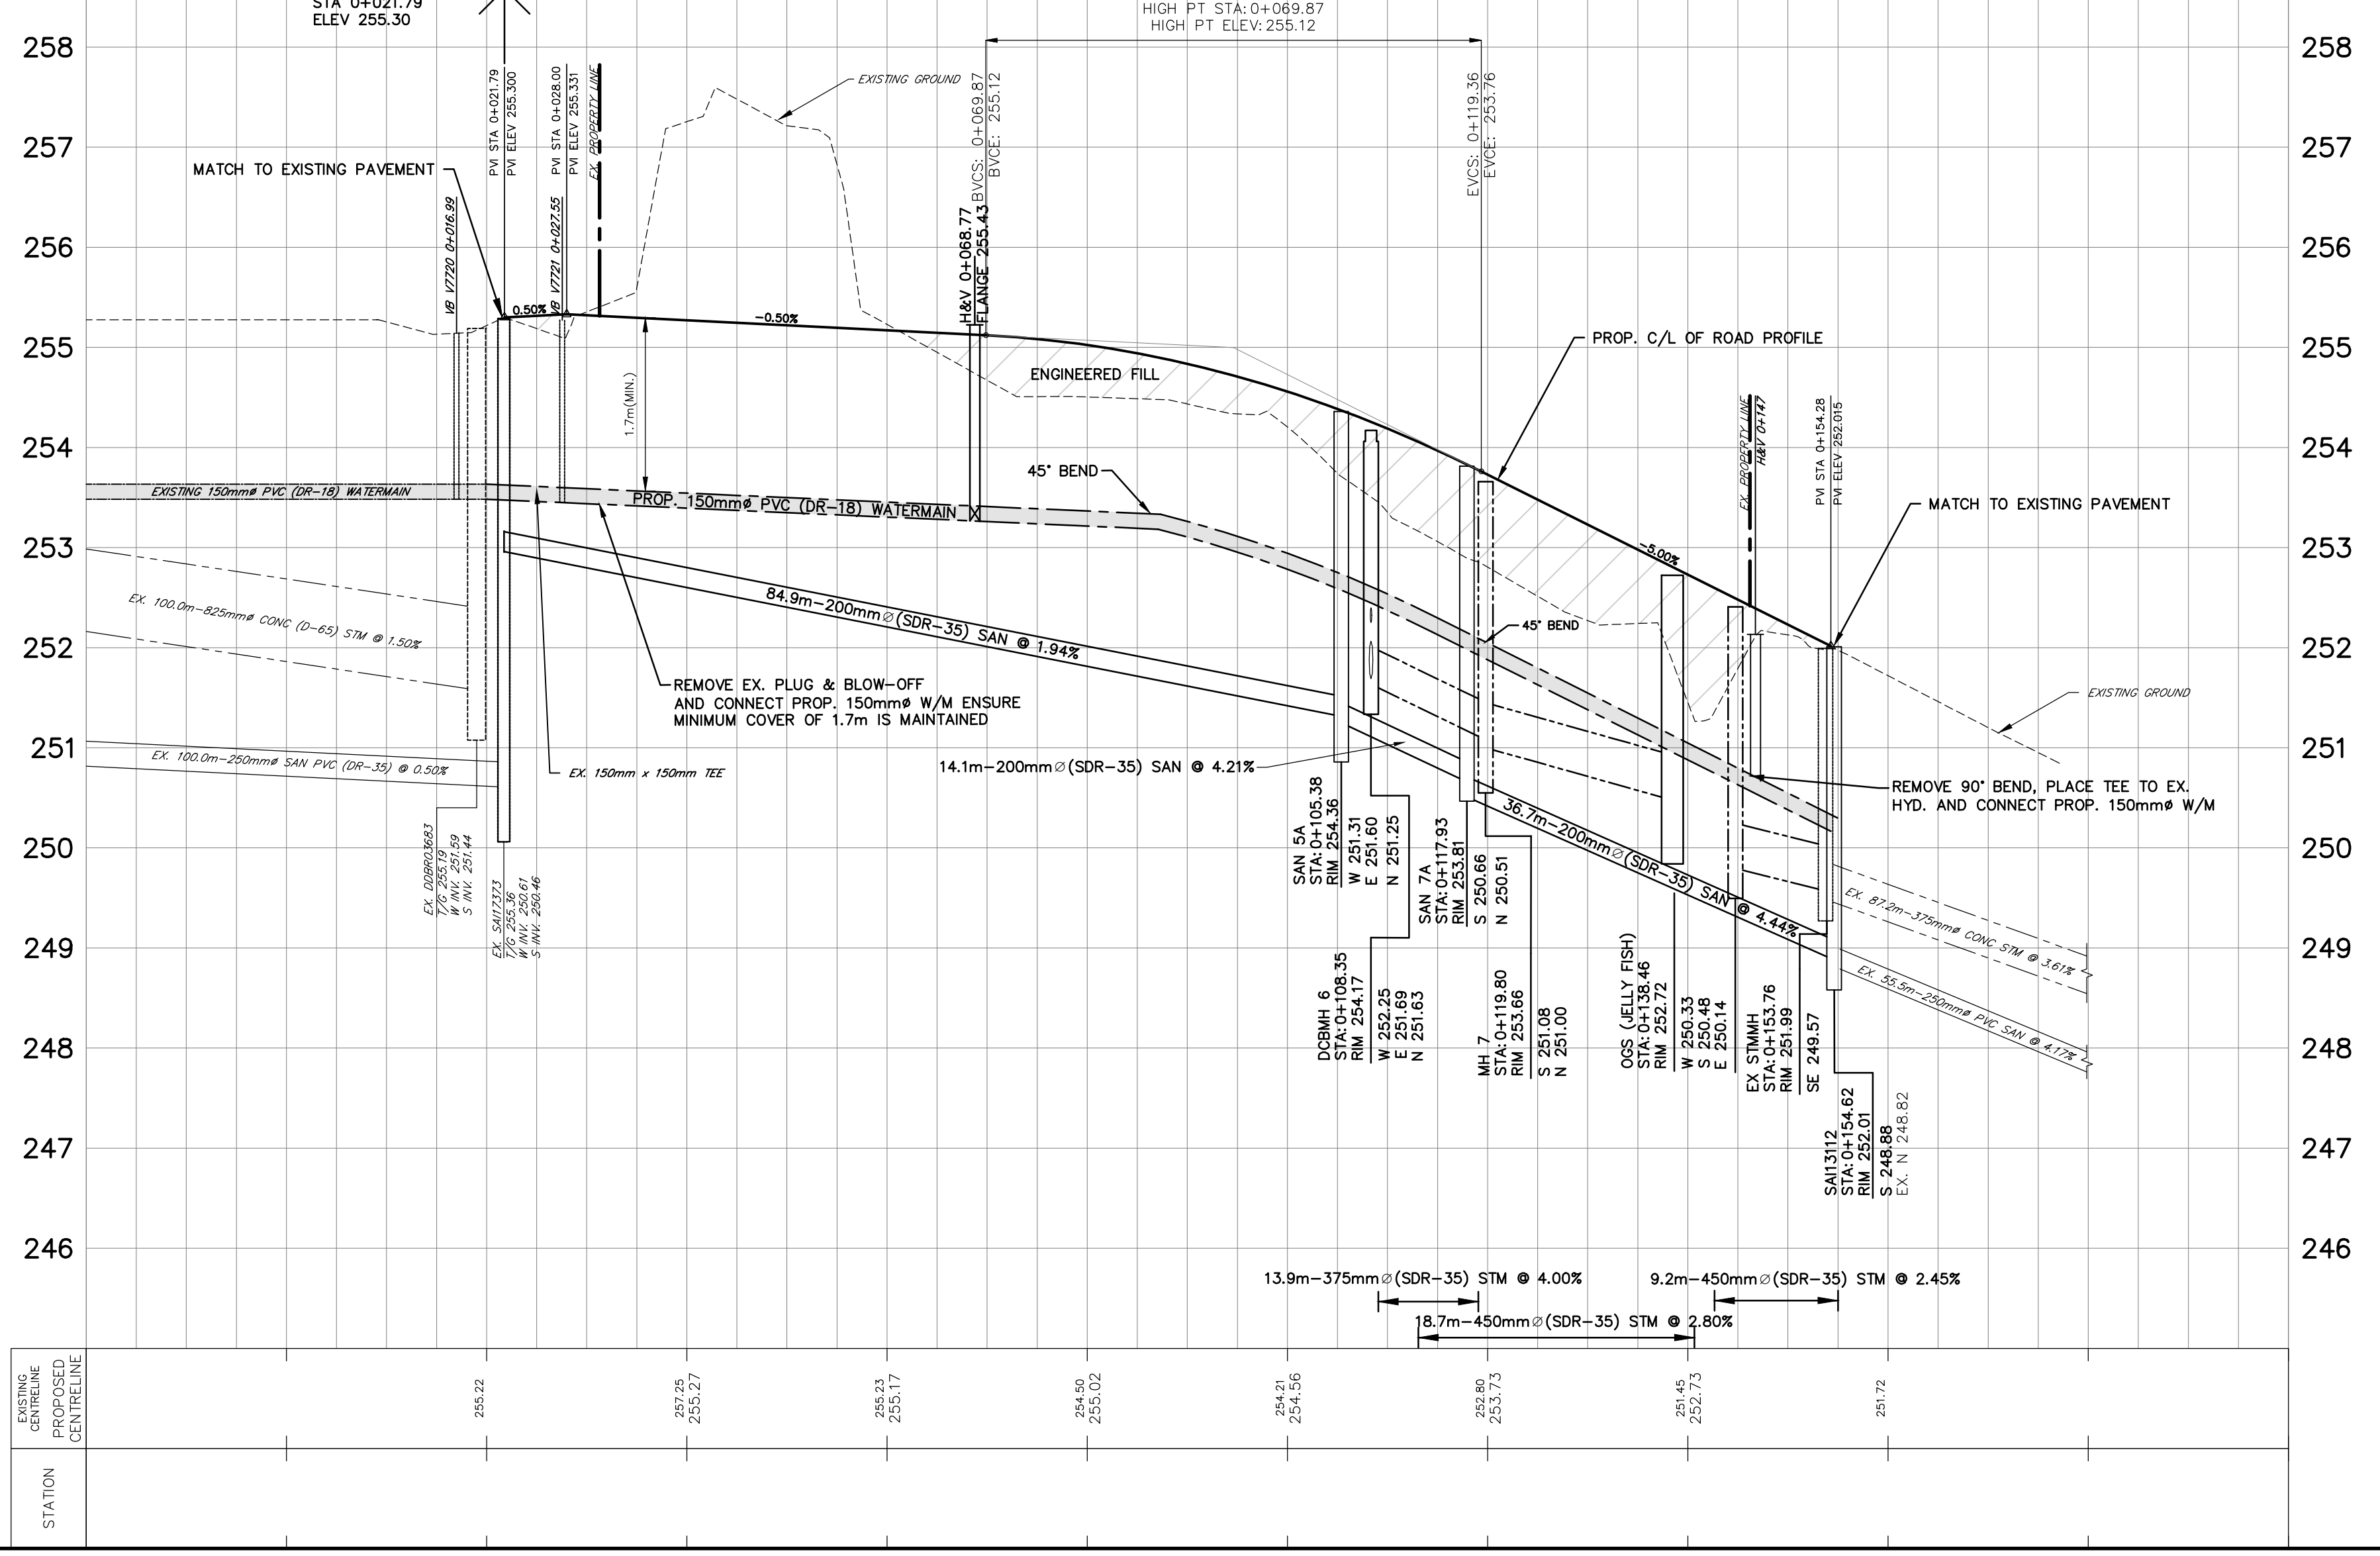 STA 0+021.79
ELEV 255.30
HIGH PT STA: 0+069.87
HIGH PT ELEV: 255.12
258
258
257
257
256
256
255
255
254
254
253
253
252
252
251
251
250
250
249
249
248
248
247
247
246
246
MATCH TO EXISTING PAVEMENT
VB V7720 0+016.99
PVI STA 0+021.79
PVI ELEV 255.300
VB V7721 0+027.55
PVI STA 0+028.00
PVI ELEV 255.331
EX. PROPERTY LINE
EXISTING GROUND
H&V 0+068.77
FLANGE 255.43
BVCS: 0+069.87
BVCE: 255.12
EVCS: 0+119.36
EVCE: 253.76
0.50%
-0.50%
1.7m(MIN.)
ENGINEERED FILL
PROP. C/L OF ROAD PROFILE
45° BEND
-5.00%
EX. PROPERTY LINE
H&V 0+147
PVI STA 0+154.28
PVI ELEV 252.015
MATCH TO EXISTING PAVEMENT
EXISTING 150mmø PVC (DR-18) WATERMAIN
PROP. 150mmø PVC (DR-18) WATERMAIN
EX. 100.0m-825mmø CONC (D-65) STM @ 1.50%
84.9m-200mm∅(SDR-35) SAN @ 1.94%
45° BEND
EXISTING GROUND
REMOVE EX. PLUG & BLOW-OFF
AND CONNECT PROP. 150mmø W/M ENSURE
MINIMUM COVER OF 1.7m IS MAINTAINED
EX. 100.0m-250mmø SAN PVC (DR-35) @ 0.50%
EX. 150mm x 150mm TEE
14.1m-200mm∅(SDR-35) SAN @ 4.21%
36.7m-200mm∅(SDR-35) SAN @ 4.44%
REMOVE 90° BEND, PLACE TEE TO EX.
HYD. AND CONNECT PROP. 150mmø W/M
EX. 87.2m-375mmø CONC STM @ 3.61%
EX. 55.5m-250mmø PVC SAN @ 4.17%
EX. DDBR03683
T/G 255.19
W INV. 251.59
S INV. 251.44
EX. SAI17373
T/G 255.36
W INV. 250.61
S INV. 250.46
SAN 5A
STA: 0+105.38
RIM 254.36
W 251.31
E 251.60
N 251.25
DCBMH 6
STA: 0+108.35
RIM 254.17
W 252.25
E 251.69
N 251.63
SAN 7A
STA: 0+117.93
RIM 253.81
S 250.66
N 250.51
MH 7
STA: 0+119.80
RIM 253.66
S 251.08
N 251.00
OGS (JELLY FISH)
STA: 0+138.46
RIM 252.72
W 250.33
S 250.48
E 250.14
EX STMMH
STA: 0+153.76
RIM 251.99
SE 249.57
SAI13112
STA: 0+154.62
RIM 252.01
S 248.88
EX. N 248.82
13.9m-375mm∅(SDR-35) STM @ 4.00%
9.2m-450mm∅(SDR-35) STM @ 2.45%
18.7m-450mm∅(SDR-35) STM @ 2.80%
EXISTING
CENTRELINE
PROPOSED
CENTRELINE
255.22
257.25
255.27
255.23
255.17
254.50
255.02
254.21
254.56
252.80
253.73
251.45
252.73
251.72
STATION